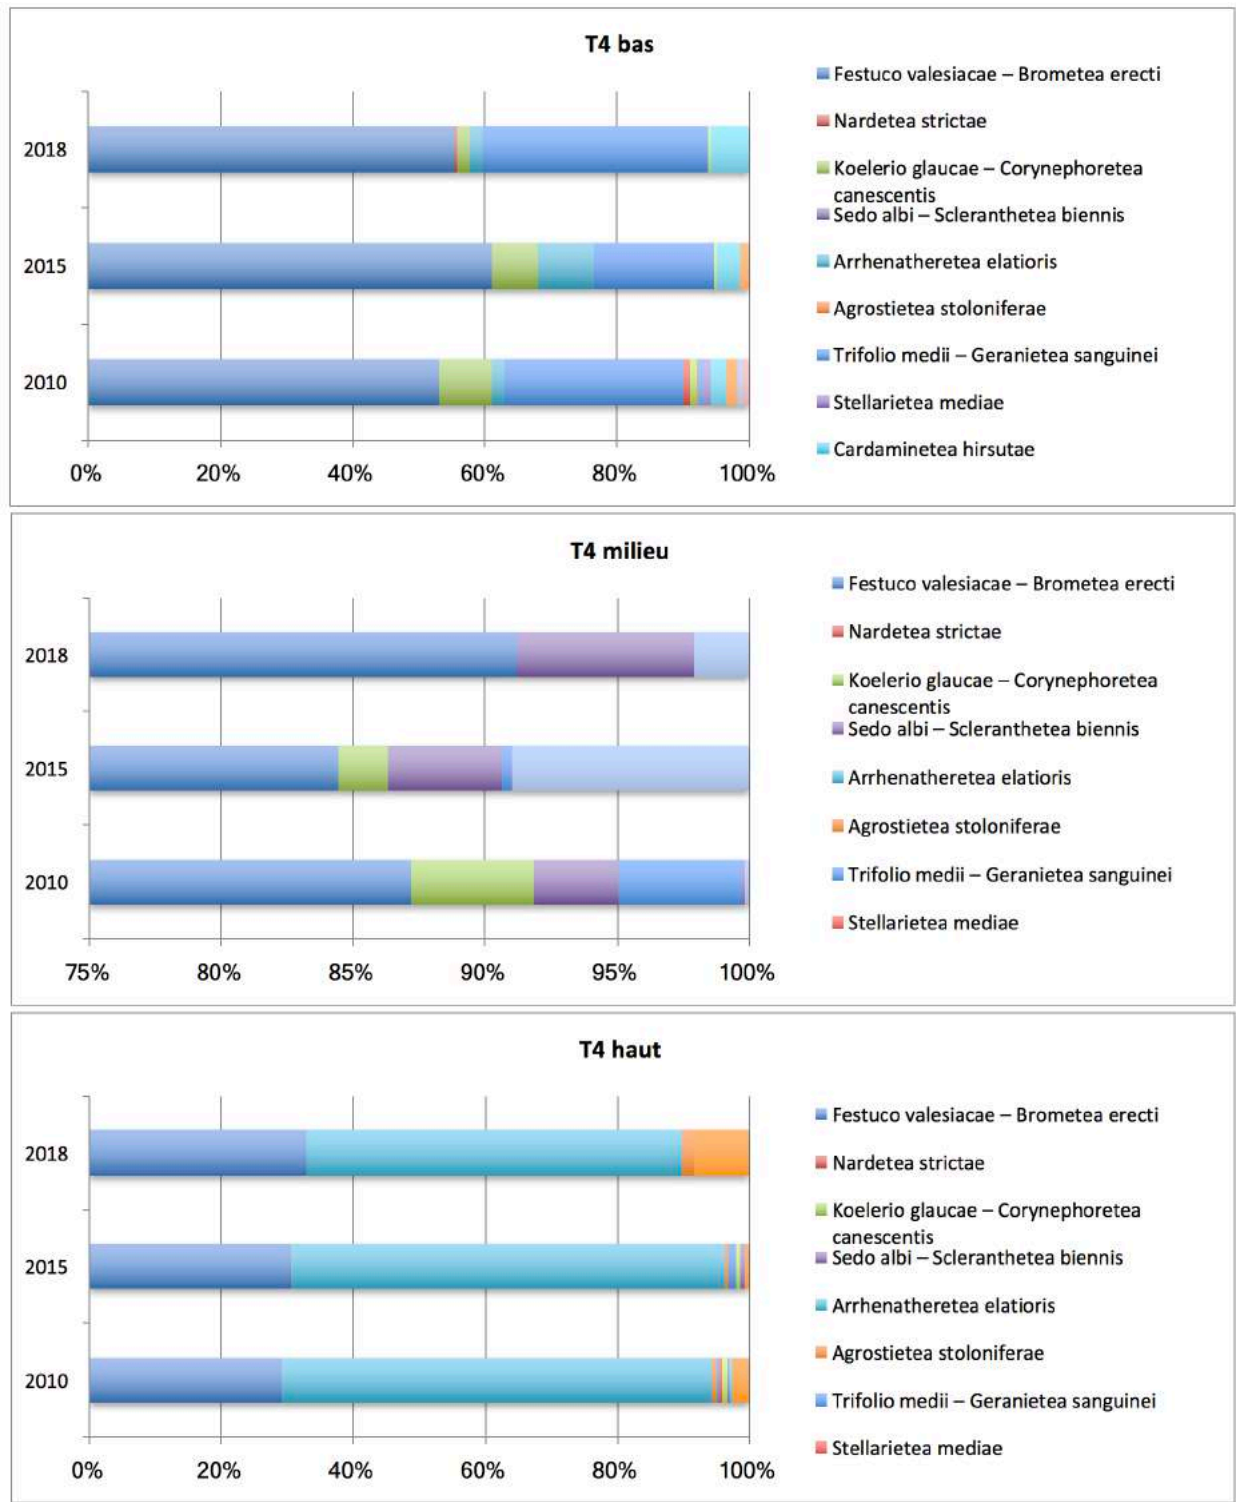 T4 bas
Festuco valesiacae – Brometea erecti
Nardetea strictae
Koelerio glaucae – Corynephoretea
canescentis
Sedo albi – Scleranthetea biennis
Arrhenatheretea elatioris
Agrostietea stoloniferae
Trifolio medii – Geranietea sanguinei
Stellarietea mediae
Cardaminetea hirsutae
2018
2015
2010
0% 20% 40% 60% 80% 100%
T4 milieu
Festuco valesiacae – Brometea erecti
Nardetea strictae
Koelerio glaucae – Corynephoretea
canescentis
Sedo albi – Scleranthetea biennis
Arrhenatheretea elatioris
Agrostietea stoloniferae
Trifolio medii – Geranietea sanguinei
Stellarietea mediae
2018
2015
2010
75% 80% 85% 90% 95% 100%
T4 haut
Festuco valesiacae – Brometea erecti
Nardetea strictae
Koelerio glaucae – Corynephoretea
canescentis
Sedo albi – Scleranthetea biennis
Arrhenatheretea elatioris
Agrostietea stoloniferae
Trifolio medii – Geranietea sanguinei
Stellarietea mediae
2018
2015
2010
0% 20% 40% 60% 80% 100%